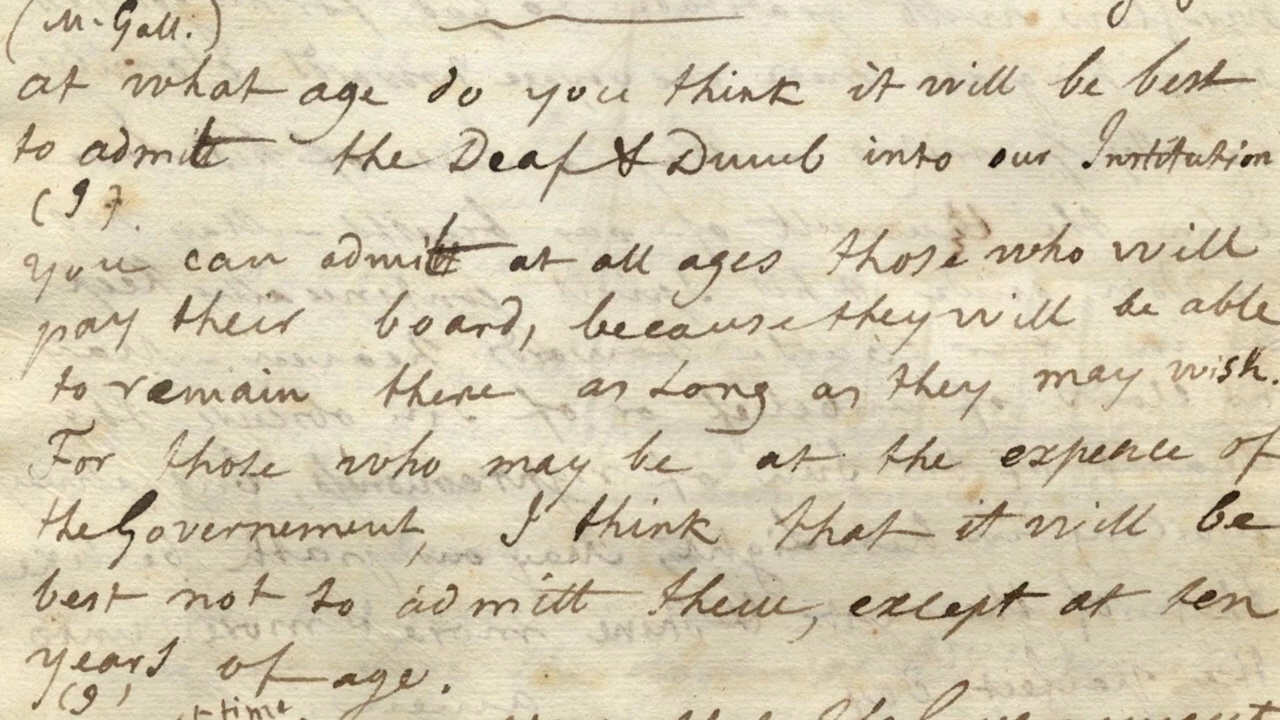 (M. Gall.)
at what age do you think it will be best
to admitt the Deaf & Dumb into our Institution
(9).
you can admitt at all ages those who will
pay their board, because they will be able
to remain there as Long as they may wish.
For those who may be at the expence of
the Governement, I think that it will be
best not to admitt them, except at ten
years of age.
(9)
time